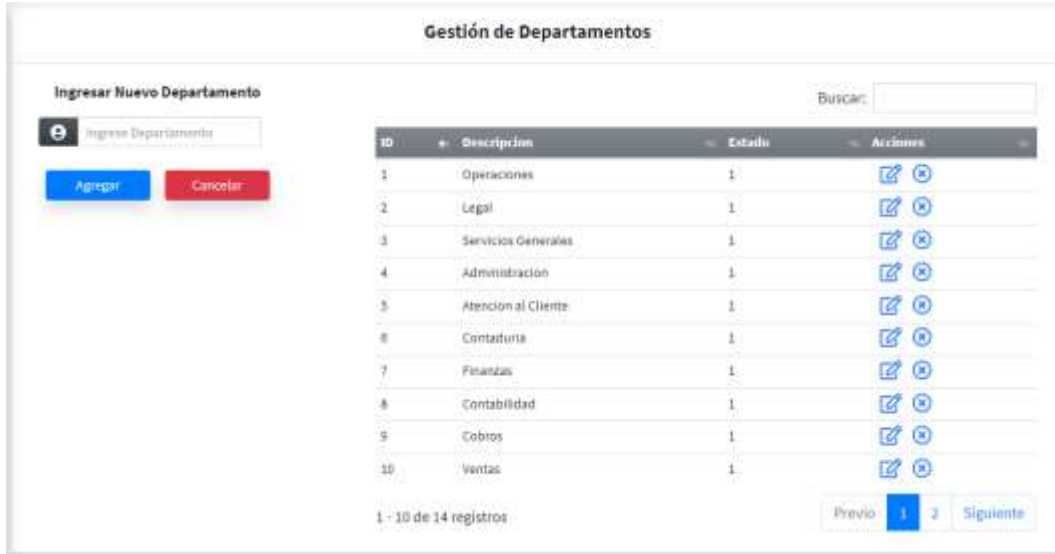 Gestión de Departamentos
Ingresar Nuevo Departamento
Ingrese Departamento
Agregar Cancelar
Buscar:
ID Descripcion Estado Acciones
1 Operaciones 1
2 Legal 1
3 Servicios Generales 1
4 Administracion 1
5 Atencion al Cliente 1
6 Contaduria 1
7 Finanzas 1
8 Contabilidad 1
9 Cobros 1
10 Ventas 1
1 - 10 de 14 registros
Previo 1 2 Siguiente